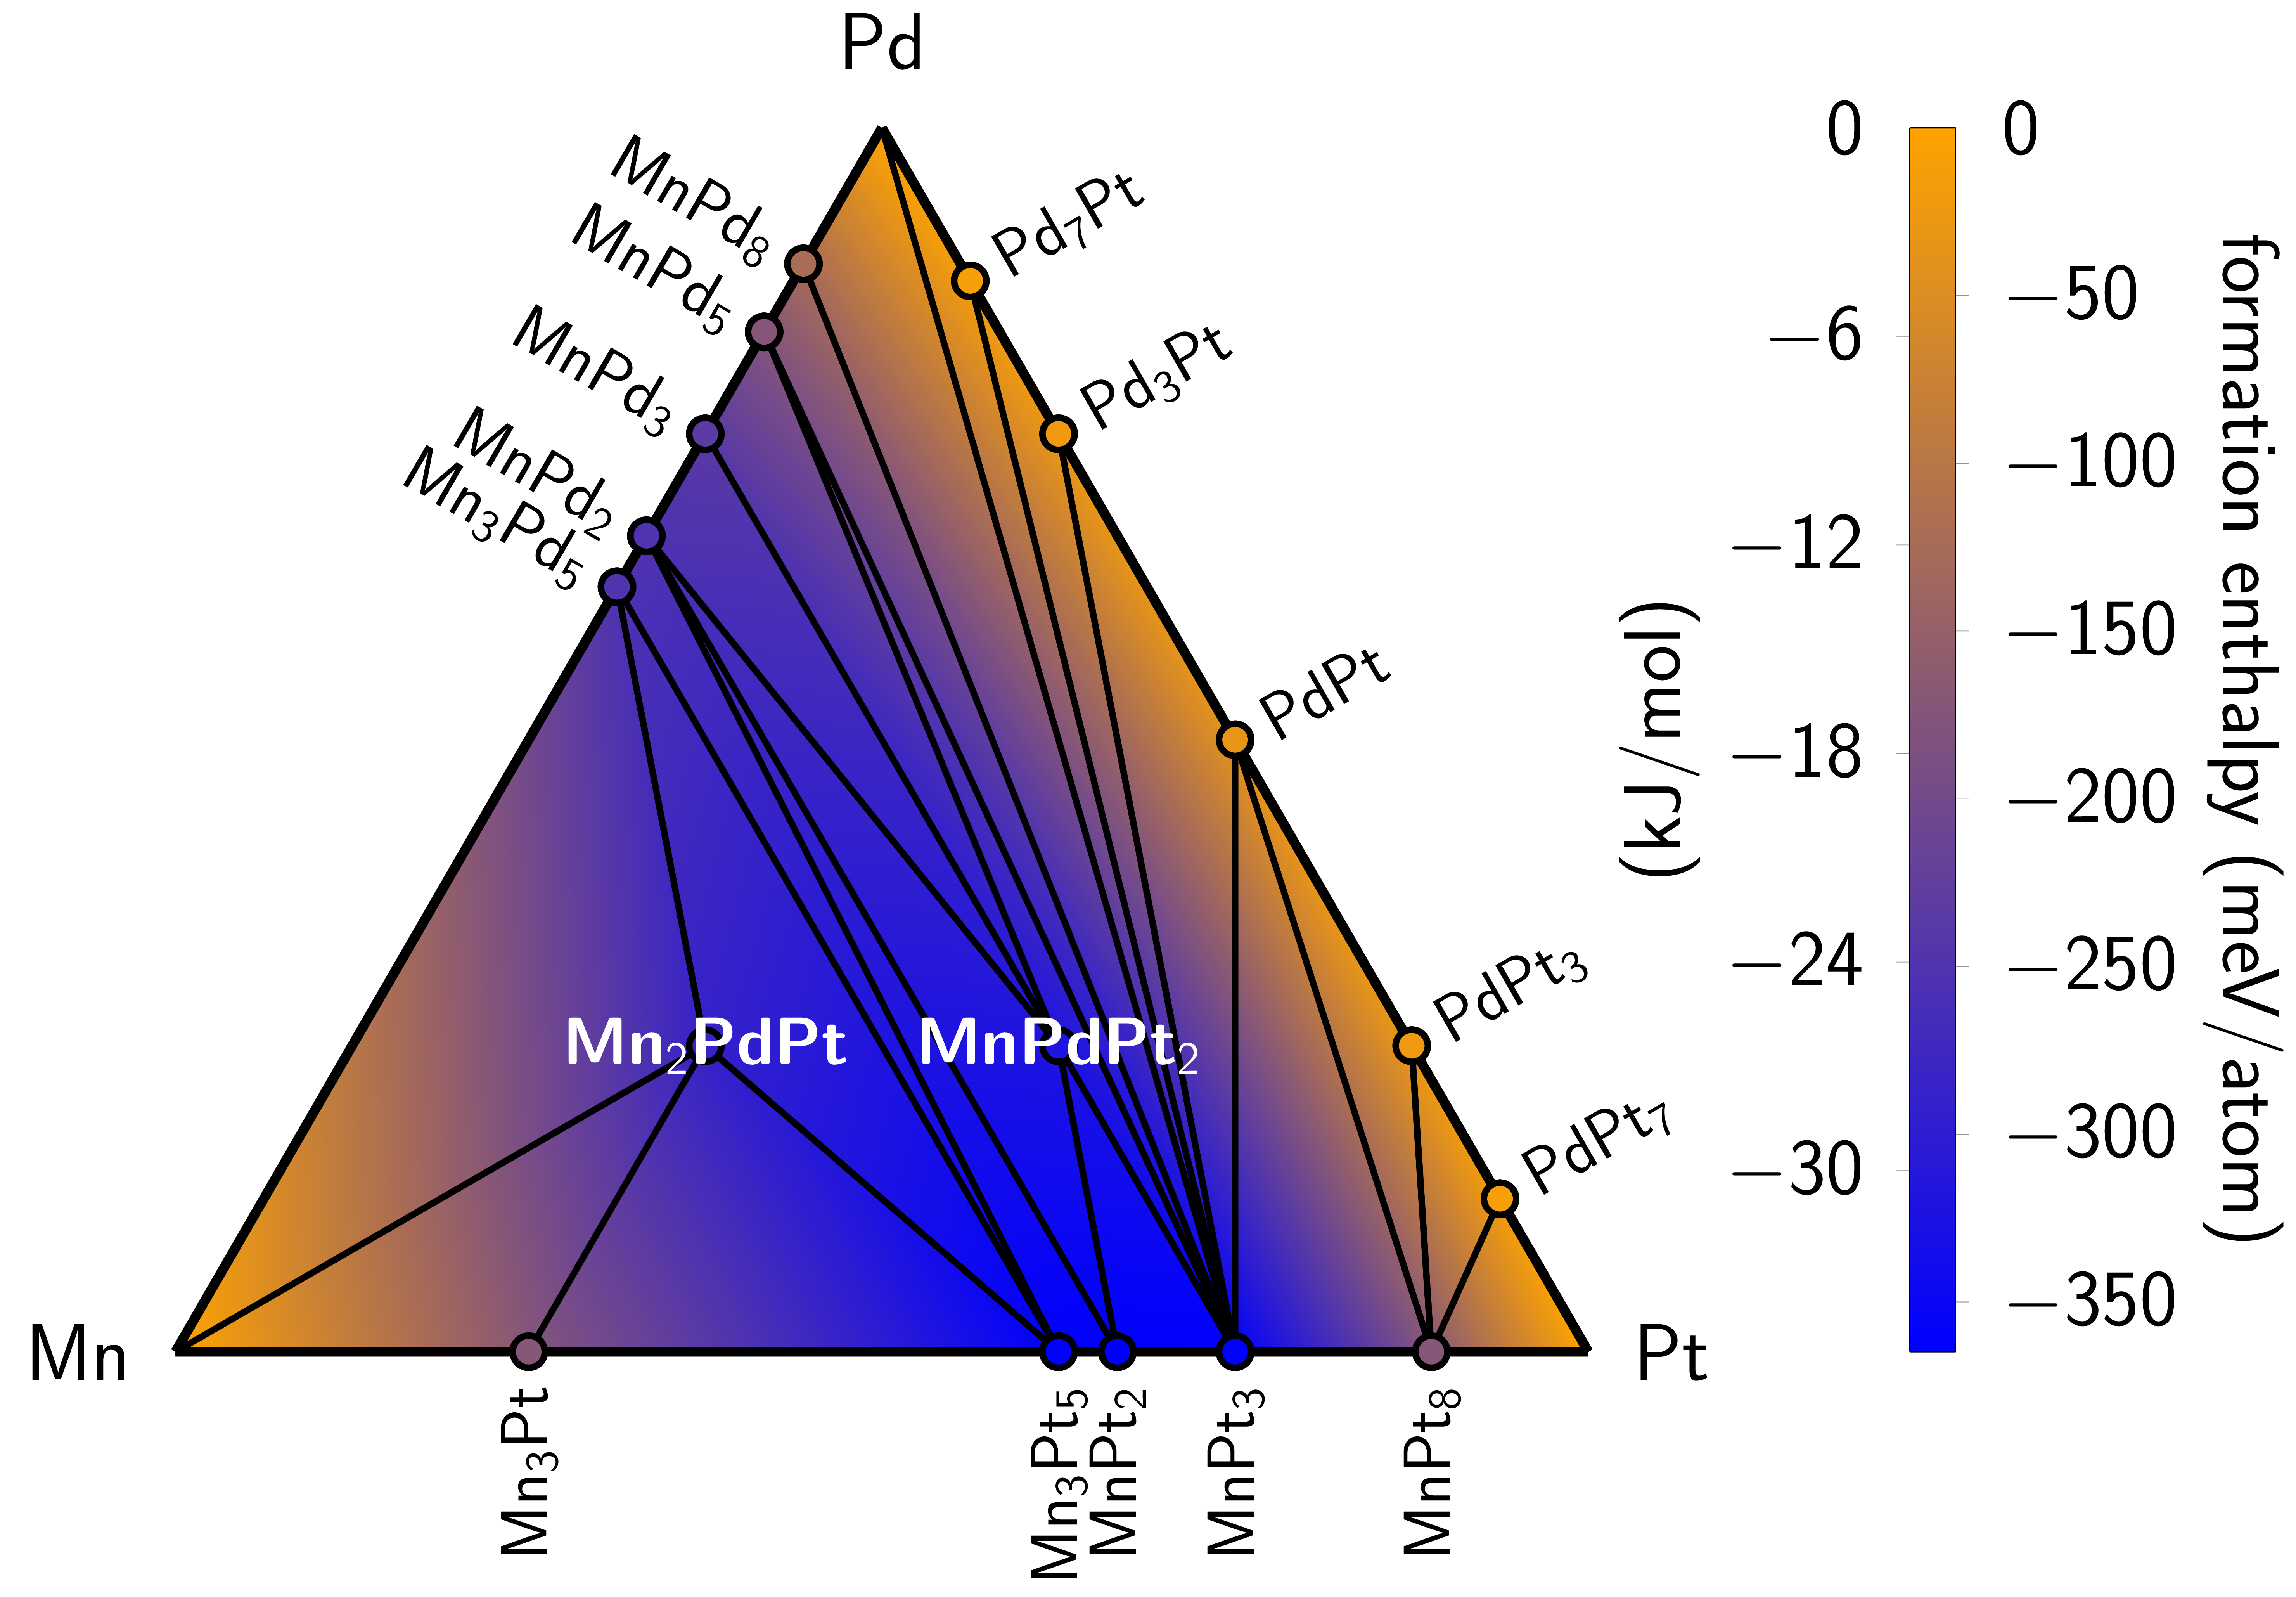 Pd
MnPd₈
MnPd₅
MnPd₃
MnPd₂
Mn₃Pd₅
Pd₇Pt
Pd₃Pt
PdPt
PdPt₃
PdPt₇
Mn₂PdPt
MnPdPt₂
Mn
Pt
Mn₃Pt
Mn₃Pt₅
MnPt₂
MnPt₃
MnPt₈
(kJ/mol)
0
−6
−12
−18
−24
−30
0
−50
−100
−150
−200
−250
−300
−350
formation enthalpy (meV/atom)